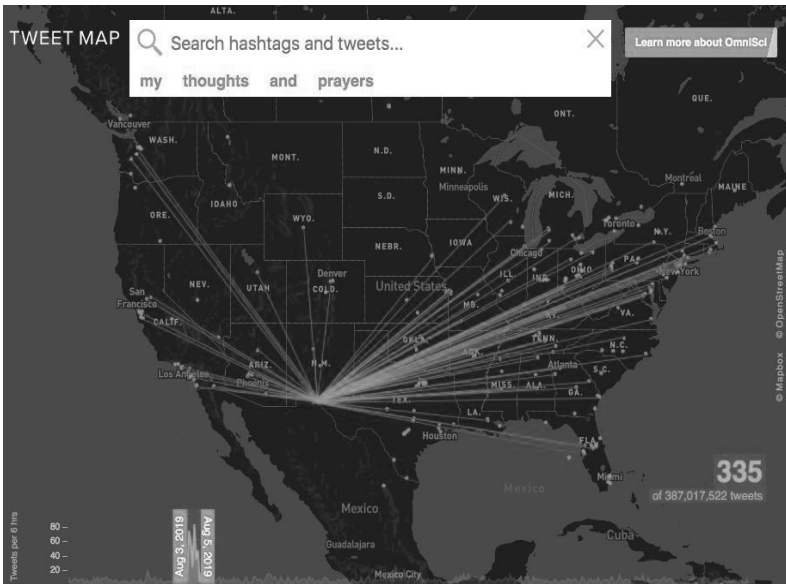 ALTA.
TWEET MAP
Search hashtags and tweets...
Learn more about OmniSci
my thoughts and prayers
QUE.
ONT.
Vancouver
WASH.
MONT.
N.D.
MINN.
Minneapolis
Montréal
MAINE
S.D.
WIS.
MICH.
IDAHO
ORE.
WYO.
Toronto
N.Y.
Boston
NEBR.
IOWA
Chicago
PA.
New York
NEV.
UTAH
Denver
COLO.
United States
ILL.
IND.
OHIO
San
Francisco
CALIF.
MO.
KY.
VA.
ARIZ.
N.M.
OKLA.
ARK.
TENN.
N.C.
Los Angeles
Phoenix
Atlanta
S.C.
TEX.
MISS.
ALA.
GA.
LA.
Houston
FLA.
Miami
335
of 387,017,522 tweets
Mexico
Mexico
Cuba
Guadalajara
Mexico City
Tweets per 6 hrs
80
60
40
20
Aug 3, 2019
Aug 5, 2019
© Mapbox © OpenStreetMap